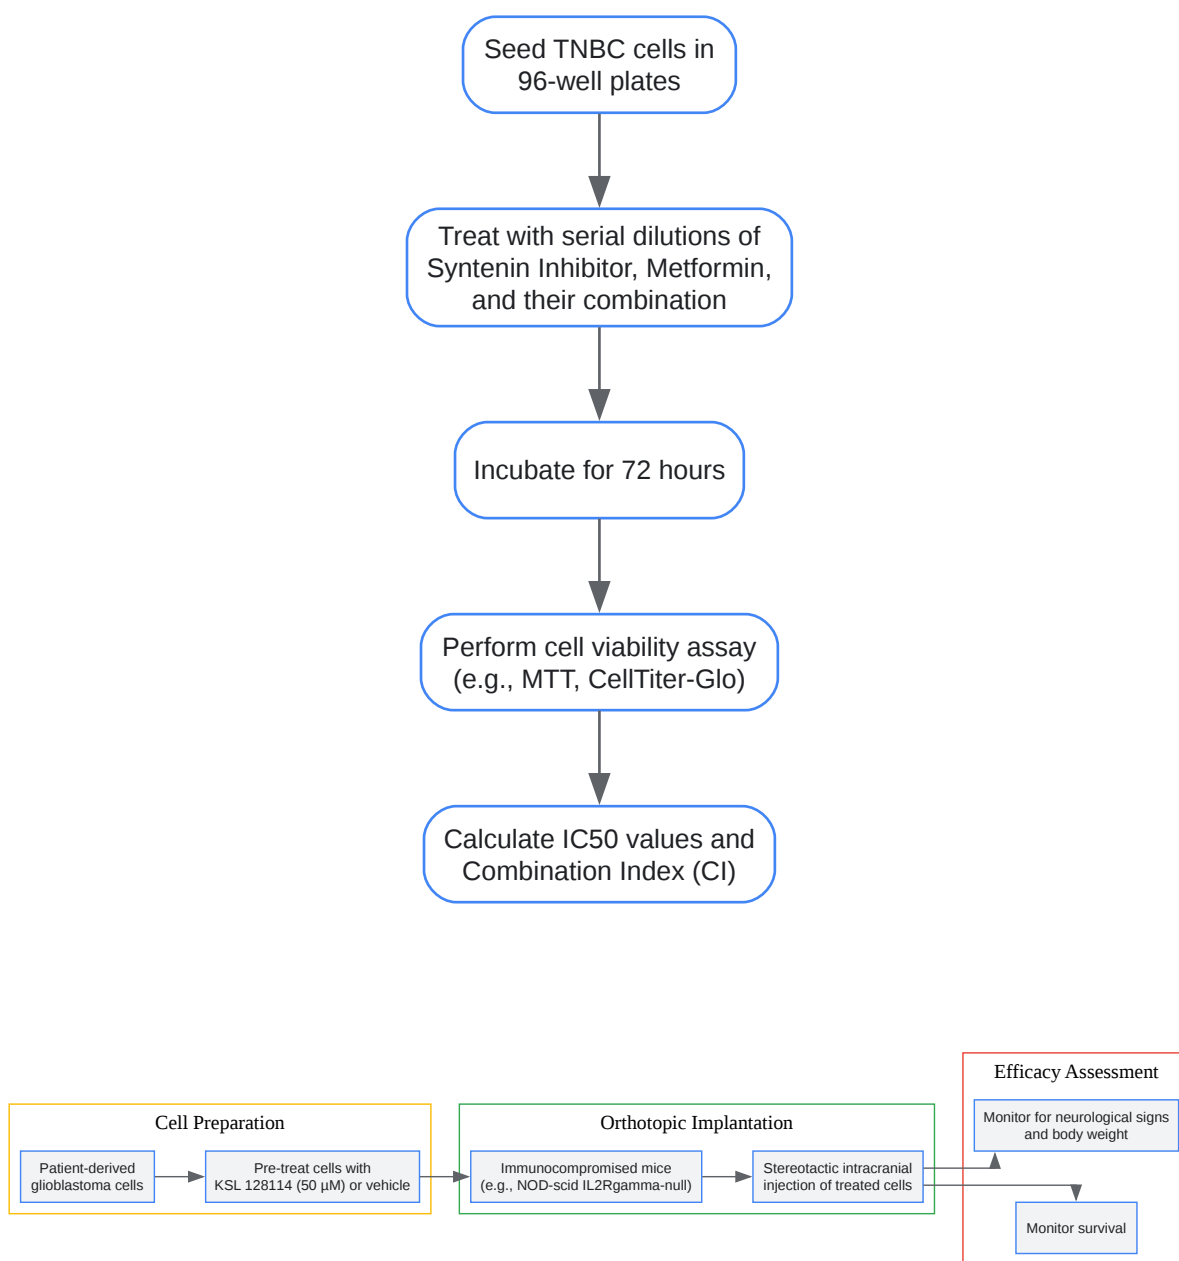 Seed TNBC cells in
96-well plates
Treat with serial dilutions of
Syntenin Inhibitor, Metformin,
and their combination
Incubate for 72 hours
Perform cell viability assay
(e.g., MTT, CellTiter-Glo)
Calculate IC50 values and
Combination Index (CI)
Cell Preparation
Patient-derived
glioblastoma cells
Pre-treat cells with
KSL 128114 (50 µM) or vehicle
Orthotopic Implantation
Immunocompromised mice
(e.g., NOD-scid IL2Rgamma-null)
Stereotactic intracranial
injection of treated cells
Efficacy Assessment
Monitor for neurological signs
and body weight
Monitor survival